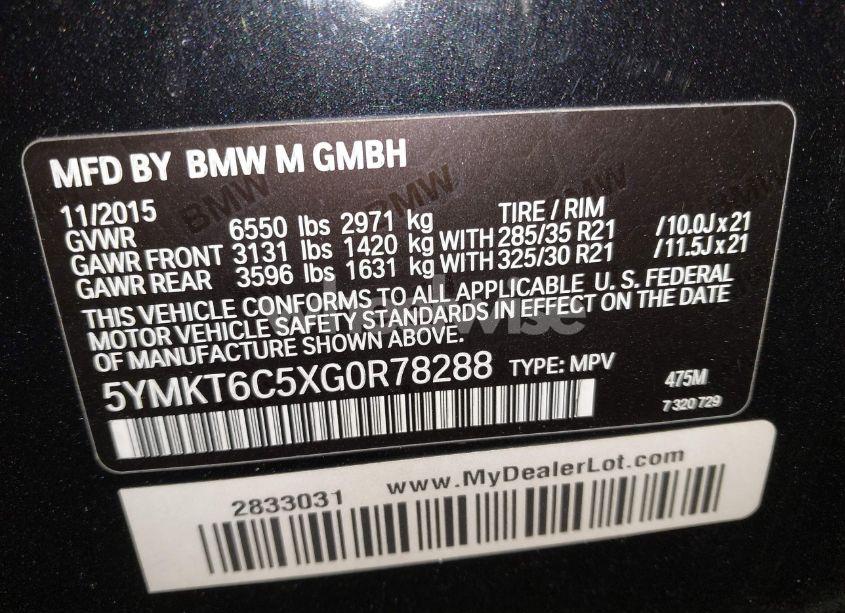 MFD BY BMW M GMBH
11/2015 TIRE / RIM
GVWR 6550 lbs 2971 kg
GAWR FRONT 3131 lbs 1420 kg WITH 285/35 R21 /10.0J x 21
GAWR REAR 3596 lbs 1631 kg WITH 325/30 R21 /11.5J x 21
THIS VEHICLE CONFORMS TO ALL APPLICABLE U. S. FEDERAL
MOTOR VEHICLE SAFETY STANDARDS IN EFFECT ON THE DATE
OF MANUFACTURE SHOWN ABOVE.
5YMKT6C5XG0R78288 TYPE: MPV 475M
7 320 729
2833031 www.MyDealerLot.com
BMW
BMW